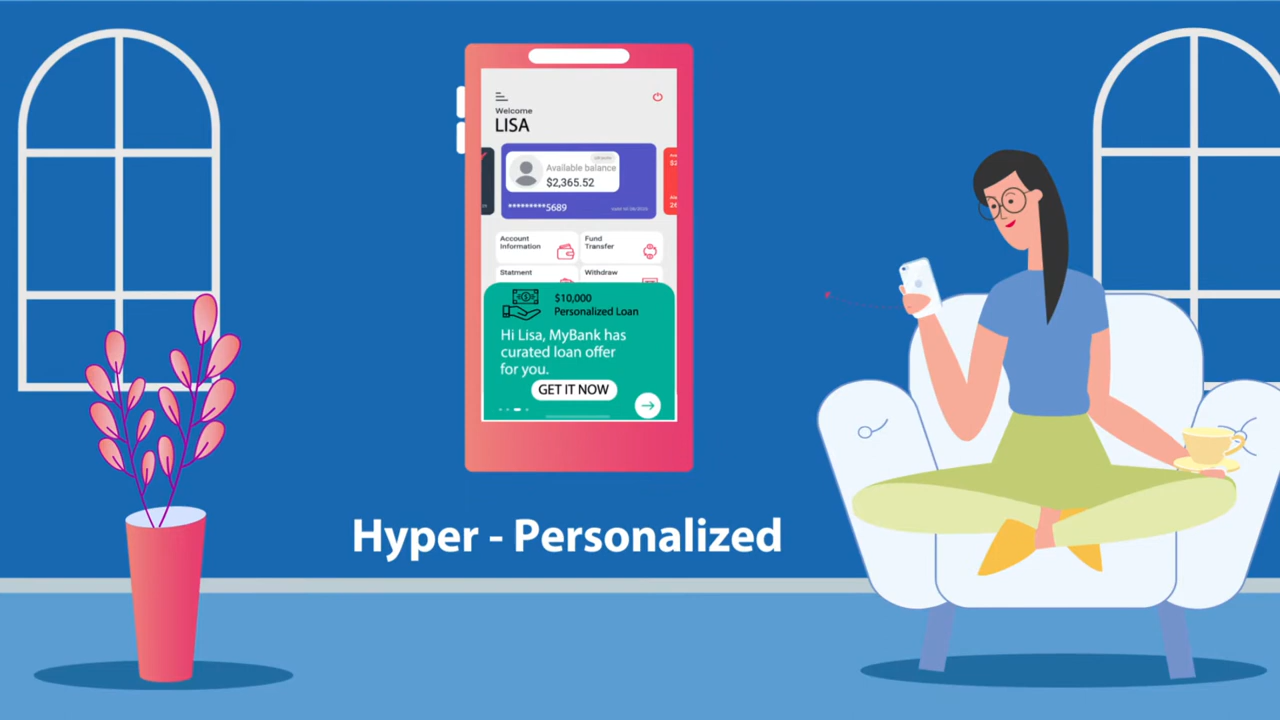 Welcome
LISA
Available balance
$2,365.52
*********5689
Account
Information
Fund
Transfer
Statment
Withdraw
$10,000
Personalized Loan
Hi Lisa, MyBank has
curated loan offer
for you.
GET IT NOW
Hyper - Personalized